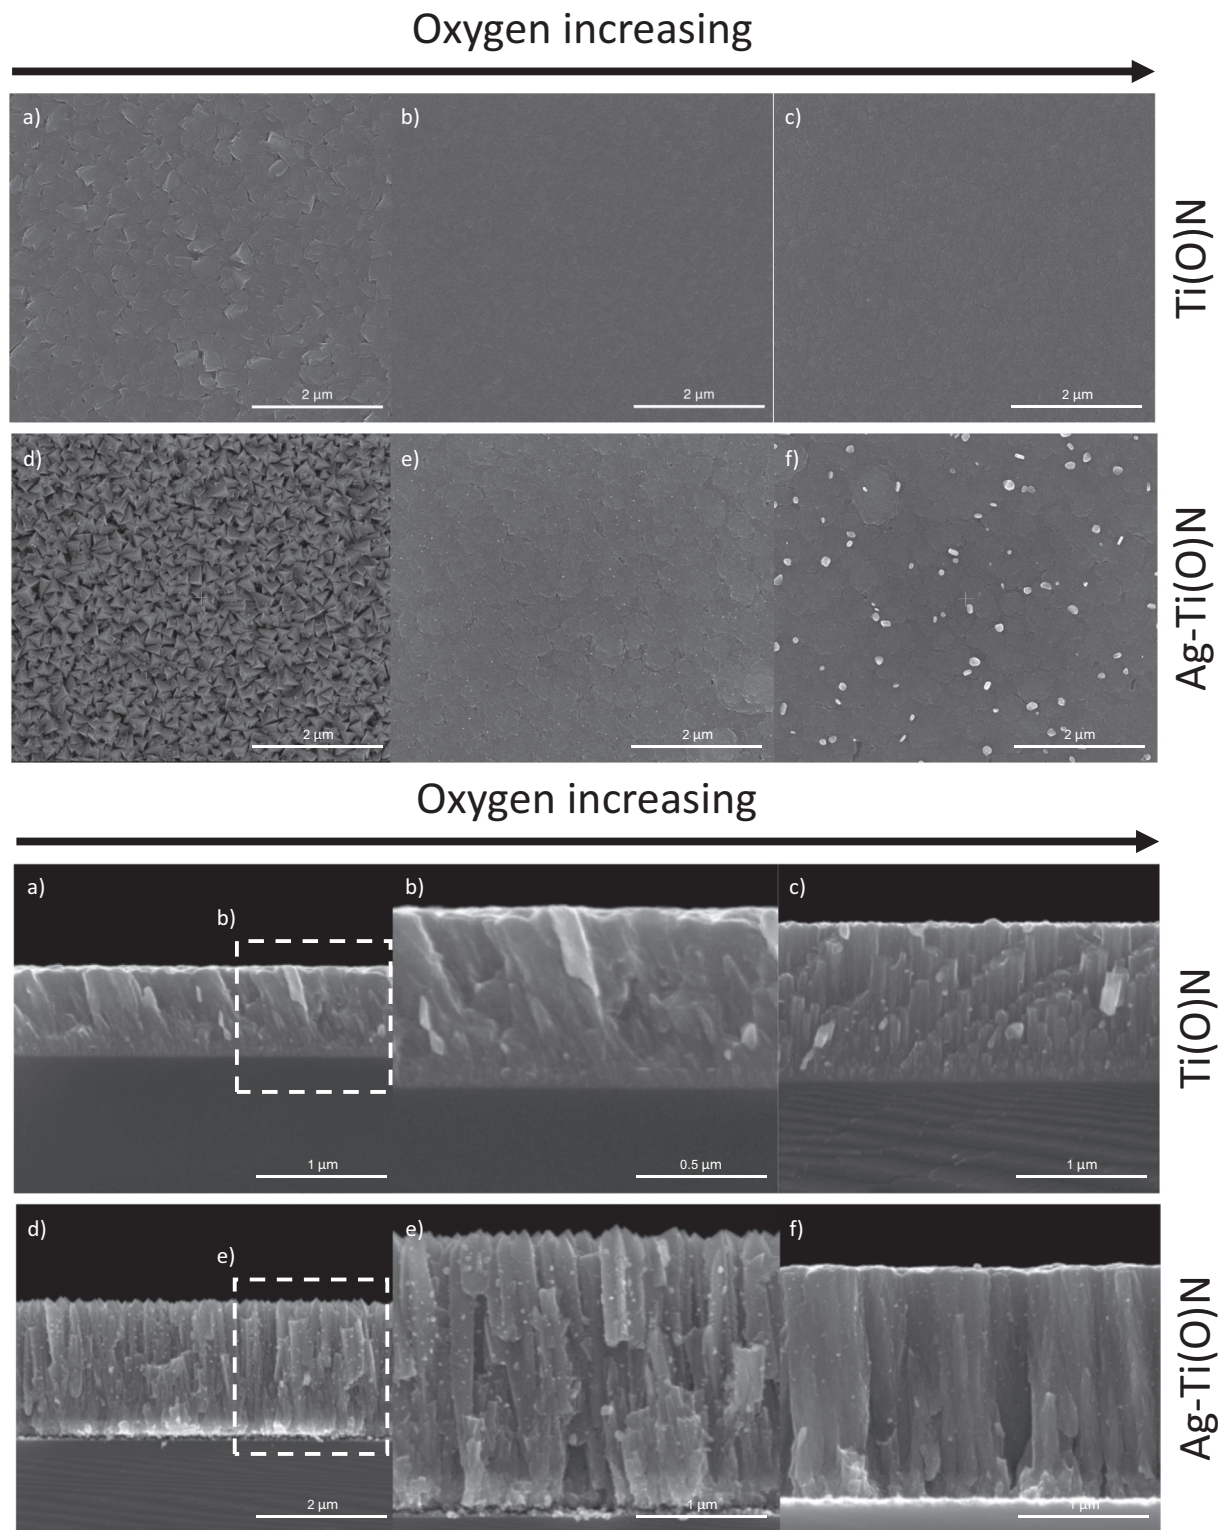 Oxygen increasing
a)
b)
c)
2 µm
2 µm
2 µm
Ti(O)N
d)
e)
f)
2 µm
2 µm
2 µm
Ag-Ti(O)N
Oxygen increasing
a)
b)
b)
c)
1 µm
0.5 µm
1 µm
Ti(O)N
d)
e)
e)
f)
2 µm
1 µm
1 µm
Ag-Ti(O)N